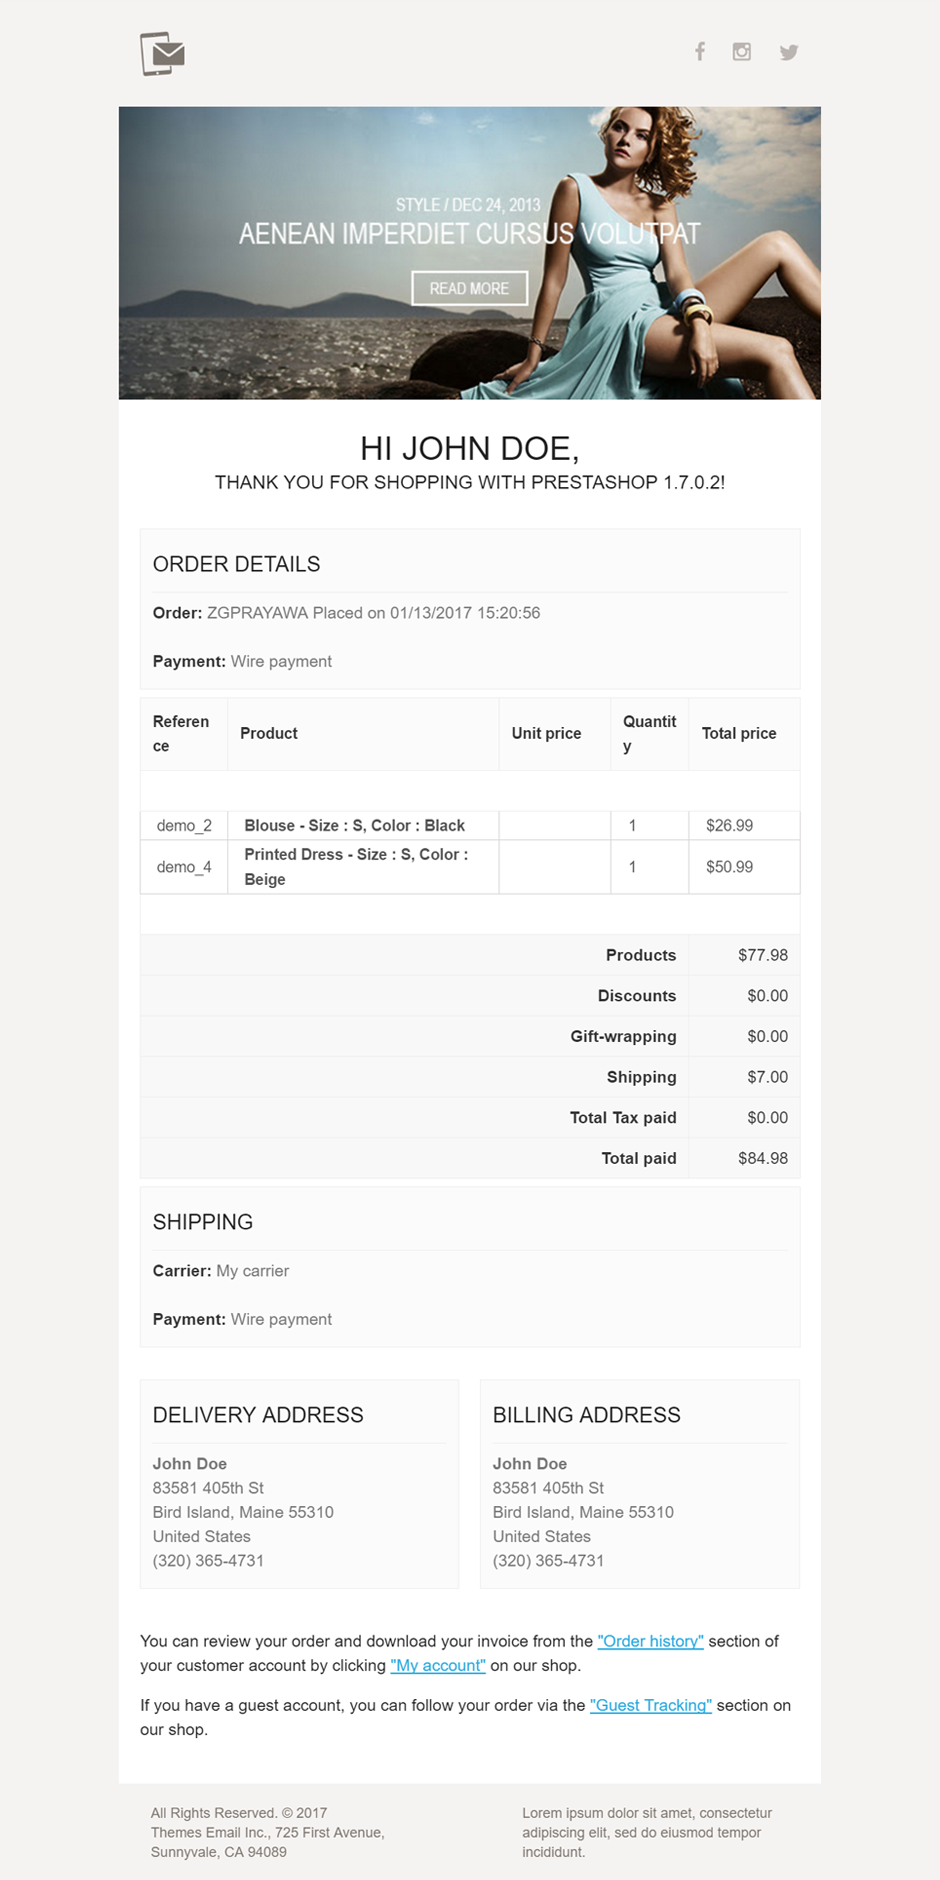 STYLE / DEC 24, 2013
AENEAN IMPERDIET CURSUS VOLUTPAT
READ MORE
HI JOHN DOE,
THANK YOU FOR SHOPPING WITH PRESTASHOP 1.7.0.2!
ORDER DETAILS
Order: ZGPRAYAWA Placed on 01/13/2017 15:20:56
Payment: Wire payment
Referen
ce
Product
Unit price
Quantit
y
Total price
demo_2 Blouse - Size : S, Color : Black 1 $26.99
demo_4 Printed Dress - Size : S, Color :
Beige 1 $50.99
Products $77.98
Discounts $0.00
Gift-wrapping $0.00
Shipping $7.00
Total Tax paid $0.00
Total paid $84.98
SHIPPING
Carrier: My carrier
Payment: Wire payment
DELIVERY ADDRESS
John Doe
83581 405th St
Bird Island, Maine 55310
United States
(320) 365-4731
BILLING ADDRESS
John Doe
83581 405th St
Bird Island, Maine 55310
United States
(320) 365-4731
You can review your order and download your invoice from the "Order history" section of
your customer account by clicking "My account" on our shop.
If you have a guest account, you can follow your order via the "Guest Tracking" section on
our shop.
All Rights Reserved. © 2017
Themes Email Inc., 725 First Avenue,
Sunnyvale, CA 94089
Lorem ipsum dolor sit amet, consectetur
adipiscing elit, sed do eiusmod tempor
incididunt.